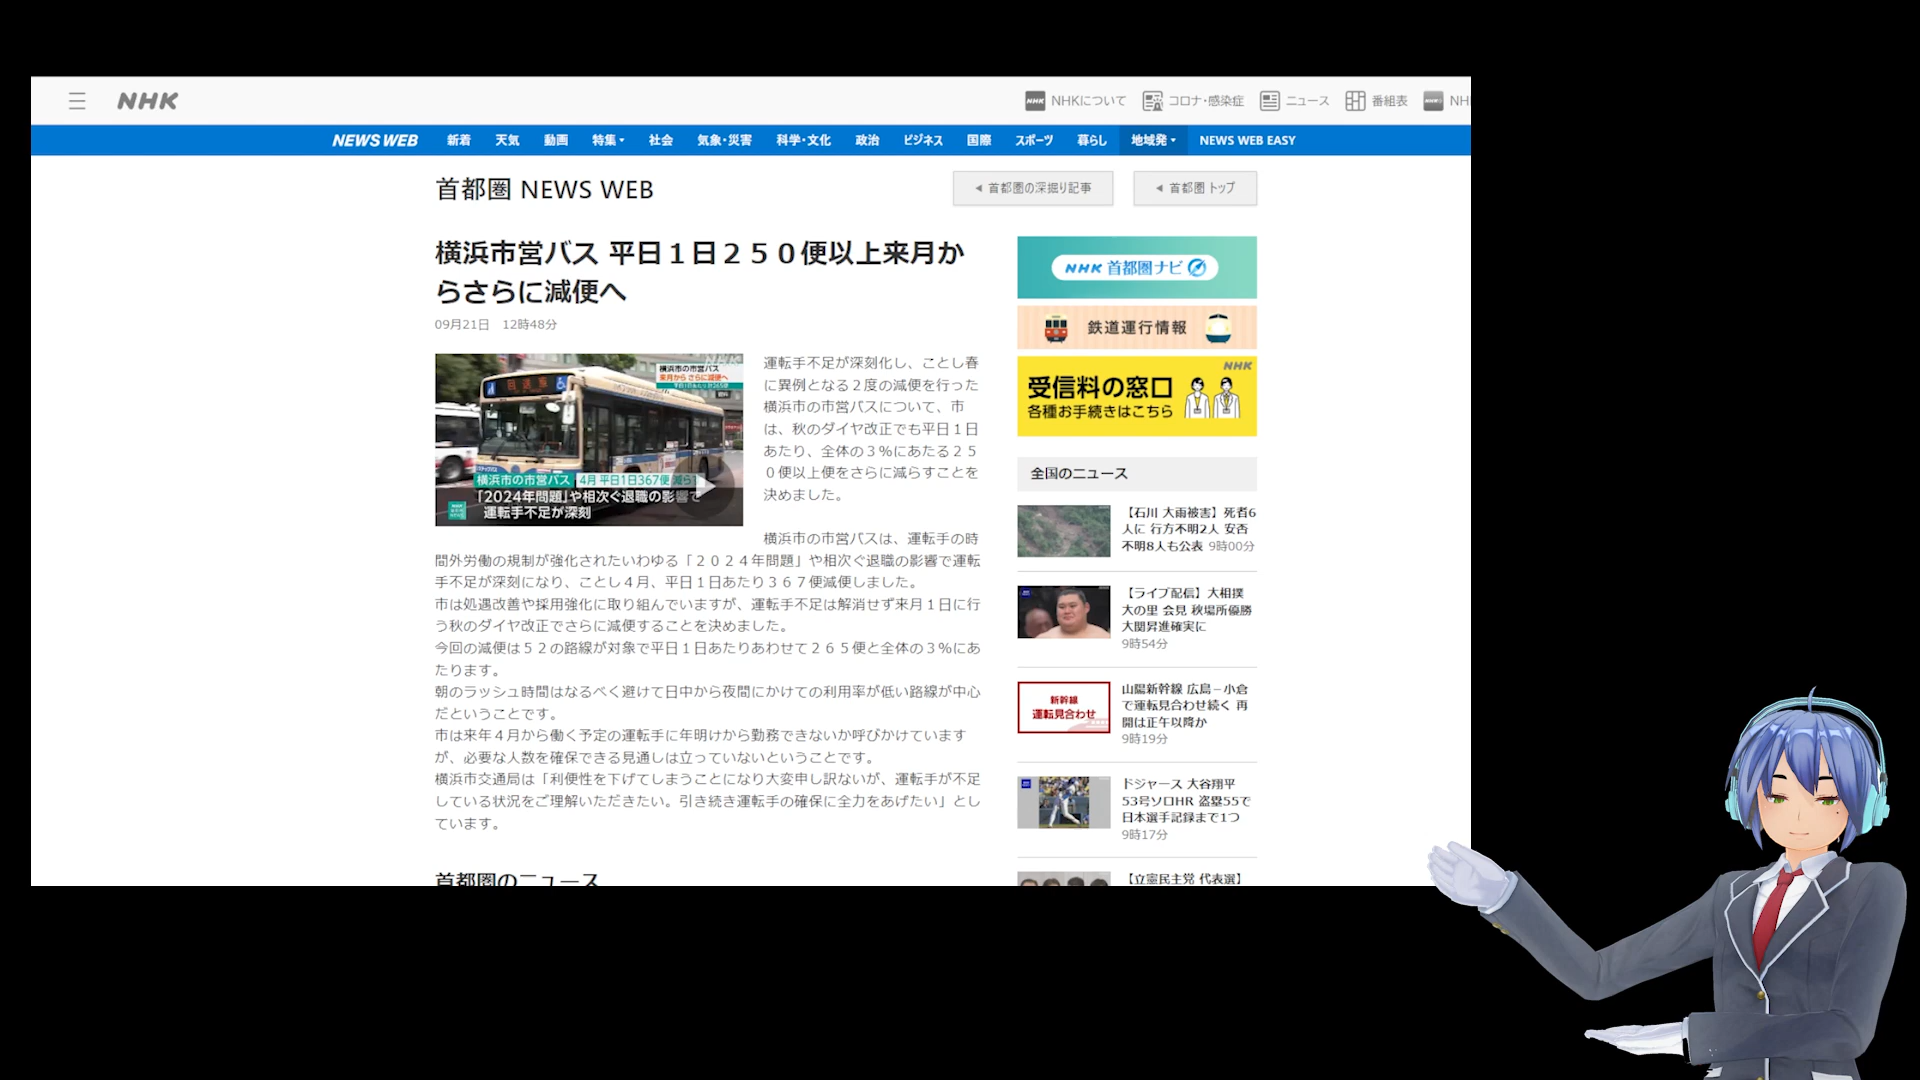 NHK
NHKについて
コロナ・感染症
ニュース
番組表
NH
NEWS WEB
新着
天気
動画
特集
社会
気象・災害
科学・文化
政治
ビジネス
国際
スポーツ
暮らし
地域発
NEWS WEB EASY
首都圏 NEWS WEB
首都圏の深掘り記事
首都圏 トップ
横浜市営バス 平日１日２５０便以上来月か
らさらに減便へ
09月21日 12時48分
横浜市の市営バス
来月から さらに減便へ
回送車
横浜市の市営バス
4月 平日1日367便 減ら
「2024年問題」や相次ぐ退職の影響で
運転手不足が深刻
運転手不足が深刻化し、ことし春
に異例となる２度の減便を行った
横浜市の市営バスについて、市
は、秋のダイヤ改正でも平日１日
あたり、全体の３％にあたる２５
０便以上便をさらに減らすことを
決めました。
横浜市の市営バスは、運転手の時
間外労働の規制が強化されたいわゆる「２０２４年問題」や相次ぐ退職の影響で運転
手不足が深刻になり、ことし４月、平日１日あたり３６７便減便しました。
市は処遇改善や採用強化に取り組んでいますが、運転手不足は解消せず来月１日に行
う秋のダイヤ改正でさらに減便することを決めました。
今回の減便は５２の路線が対象で平日１日あたりあわせて２６５便と全体の３％にあ
たります。
朝のラッシュ時間はなるべく避けて日中から夜間にかけての利用率が低い路線が中心
だということです。
市は来年４月から働く予定の運転手に年明けから勤務できないか呼びかけています
が、必要な人数を確保できる見通しは立っていないということです。
横浜市交通局は「利便性を下げてしまうことになり大変申し訳ないが、運転手が不足
している状況をご理解いただきたい。引き続き運転手の確保に全力をあげたい」とし
ています。
首都圏のニュース
NHK 首都圏ナビ
鉄道運行情報
NHK
受信料の窓口
各種お手続きはこちら
全国のニュース
【石川 大雨被害】死者6
人に 行方不明2人 安否
不明8人も公表 9時00分
【ライブ配信】大相撲
大の里 会見 秋場所優勝
大関昇進確実に
9時54分
新幹線
運転見合わせ
山陽新幹線 広島－小倉
で運転見合わせ続く 再
開は正午以降か
9時19分
ドジャース 大谷翔平
53号ソロHR 盗塁55で
日本選手記録まで1つ
9時17分
【立憲民主党 代表選】